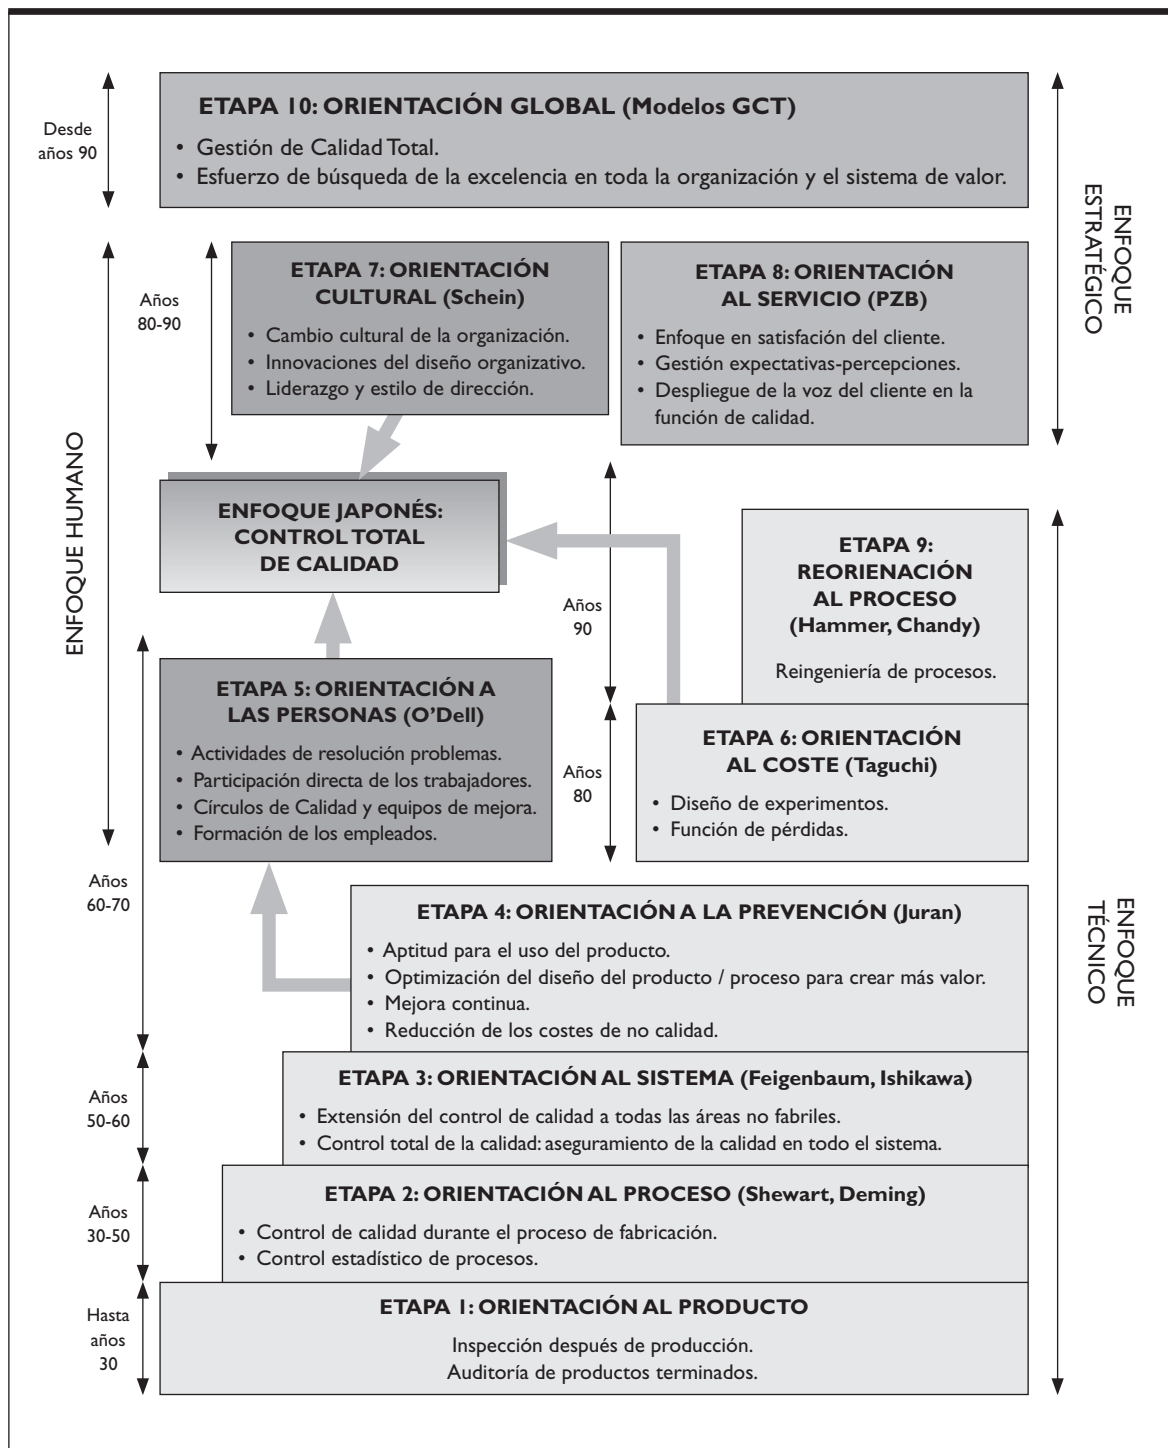 ETAPA 10: ORIENTACIÓN GLOBAL (Modelos GCT)
• Gestión de Calidad Total.
• Esfuerzo de búsqueda de la excelencia en toda la organización y el sistema de valor.
Desde
años 90
ENFOQUE
ESTRATÉGICO
ETAPA 7: ORIENTACIÓN
CULTURAL (Schein)
• Cambio cultural de la organización.
• Innovaciones del diseño organizativo.
• Liderazgo y estilo de dirección.
Años
80-90
ETAPA 8: ORIENTACIÓN
AL SERVICIO (PZB)
• Enfoque en satisfacción del cliente.
• Gestión expectativas-percepciones.
• Despliegue de la voz del cliente en la
función de calidad.
ENFOQUE HUMANO
ENFOQUE JAPONÉS:
CONTROL TOTAL
DE CALIDAD
ETAPA 9:
REORIENACIÓN
AL PROCESO
(Hammer, Chandy)
Reingeniería de procesos.
Años
90
ETAPA 5: ORIENTACIÓN A
LAS PERSONAS (O’Dell)
• Actividades de resolución problemas.
• Participación directa de los trabajadores.
• Círculos de Calidad y equipos de mejora.
• Formación de los empleados.
ETAPA 6: ORIENTACIÓN
AL COSTE (Taguchi)
• Diseño de experimentos.
• Función de pérdidas.
Años
80
Años
60-70
ETAPA 4: ORIENTACIÓN A LA PREVENCIÓN (Juran)
• Aptitud para el uso del producto.
• Optimización del diseño del producto / proceso para crear más valor.
• Mejora continua.
• Reducción de los costes de no calidad.
ENFOQUE
TÉCNICO
Años
50-60
ETAPA 3: ORIENTACIÓN AL SISTEMA (Feigenbaum, Ishikawa)
• Extensión del control de calidad a todas las áreas no fabriles.
• Control total de la calidad: aseguramiento de la calidad en todo el sistema.
Años
30-50
ETAPA 2: ORIENTACIÓN AL PROCESO (Shewart, Deming)
• Control de calidad durante el proceso de fabricación.
• Control estadístico de procesos.
Hasta
años
30
ETAPA 1: ORIENTACIÓN AL PRODUCTO
Inspección después de producción.
Auditoría de productos terminados.